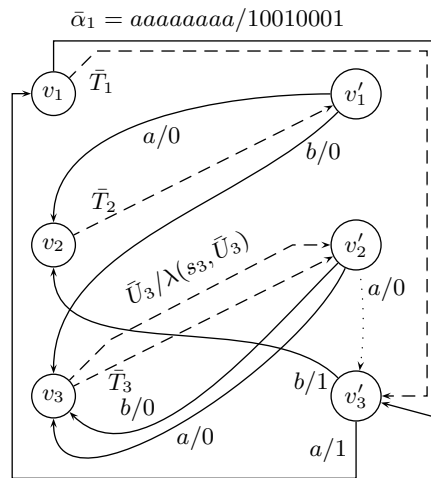 ᾱ₁ = aaaaaaaa/10010001
v₁
T̄₁
v′₁
a/0
b/0
T̄₂
v₂
Ū₃/λ(s₃, Ū₃)
v′₂
a/0
T̄₃
v₃
b/0
b/1
v′₃
a/0
a/1